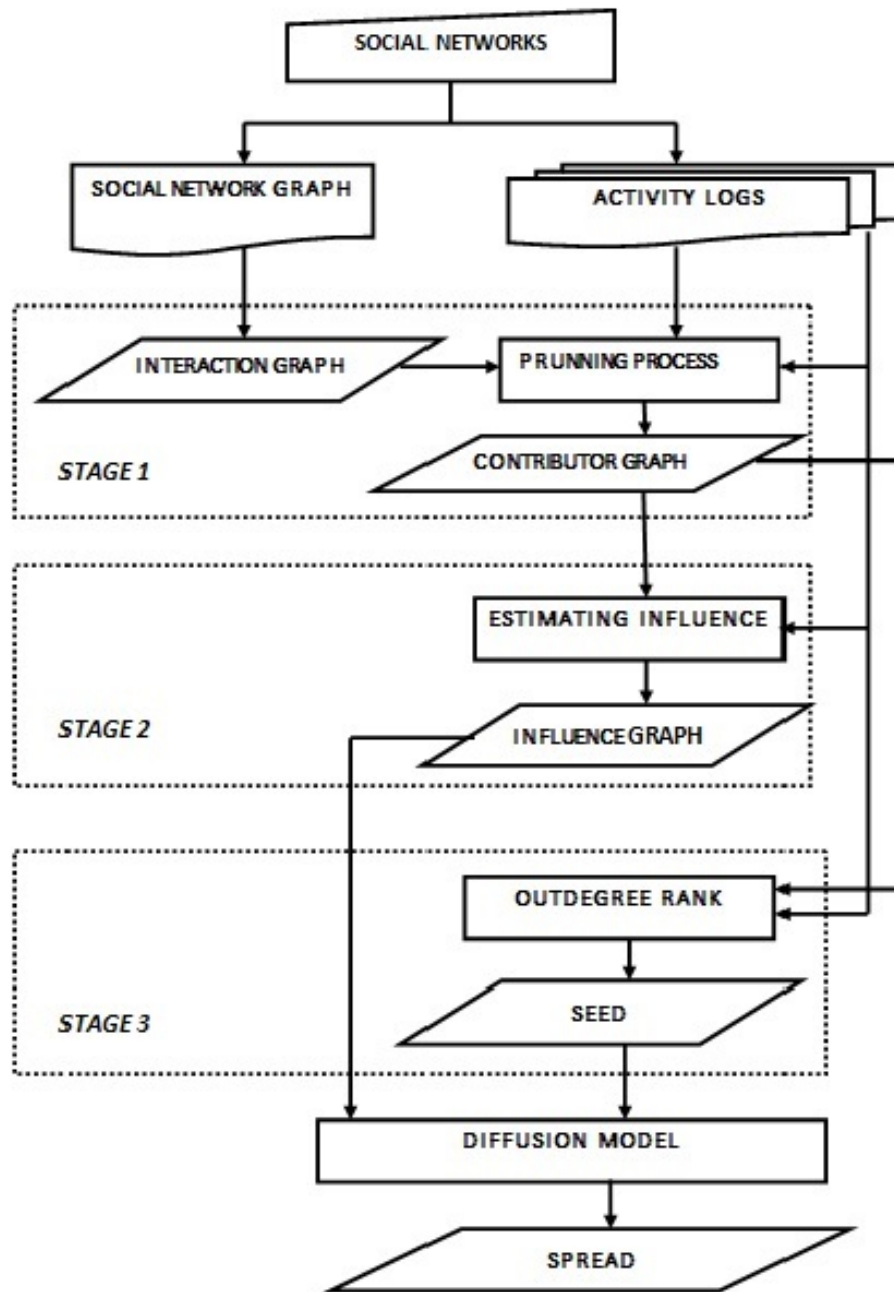 SOCIAL NETWORKS
SOCIAL NETWORK GRAPH
ACTIVITY LOGS
INTERACTION GRAPH
PRUNNING PROCESS
STAGE 1
CONTRIBUTOR GRAPH
ESTIMATING INFLUENCE
STAGE 2
INFLUENCE GRAPH
OUTDEGREE RANK
STAGE 3
SEED
DIFFUSION MODEL
SPREAD